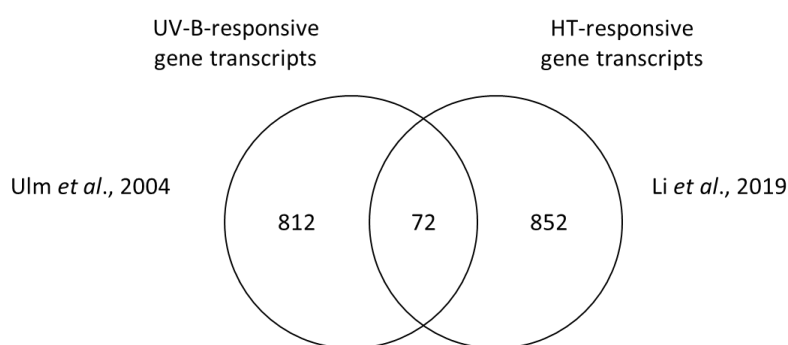 UV-B-responsive
gene transcripts
HT-responsive
gene transcripts
Ulm et al., 2004
Li et al., 2019
812
72
852